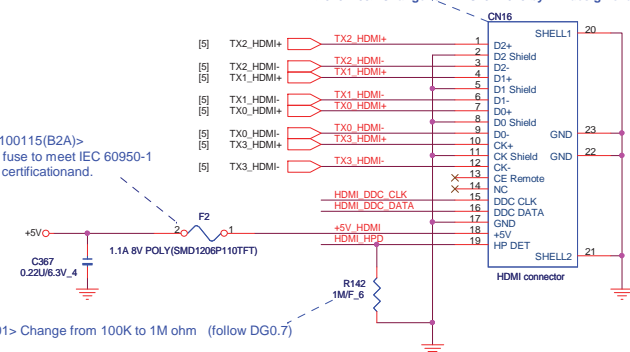 CN16
SHELL1 20
[5] TX2_HDMI+ TX2_HDMI+ 1 D2+
2 D2 Shield
[5] TX2_HDMI- TX2_HDMI- 3 D2-
[5] TX1_HDMI+ TX1_HDMI+ 4 D1+
5 D1 Shield
[5] TX1_HDMI- TX1_HDMI- 6 D1-
[5] TX0_HDMI+ TX0_HDMI+ 7 D0+
8 D0 Shield
[5] TX0_HDMI- TX0_HDMI- 9 D0- GND 23
[5] TX3_HDMI+ TX3_HDMI+ 10 CK+
11 CK Shield GND 22
[5] TX3_HDMI- TX3_HDMI- 12 CK-
13 CE Remote
14 NC
HDMI_DDC_CLK 15 DDC CLK
HDMI_DDC_DATA 16 DDC DATA
17 GND
+5V_HDMI 18 +5V
HDMI_HPD 19 HP DET
SHELL2 21
HDMI connector
100115(B2A)>
fuse to meet IEC 60950-1
certificationand.
+5V
2 F2 1
1.1A 8V POLY(SMD1206P110TFT)
C367
0.22U/6.3V_4
R142
1M/F_6
01> Change from 100K to 1M ohm (follow DG0.7)